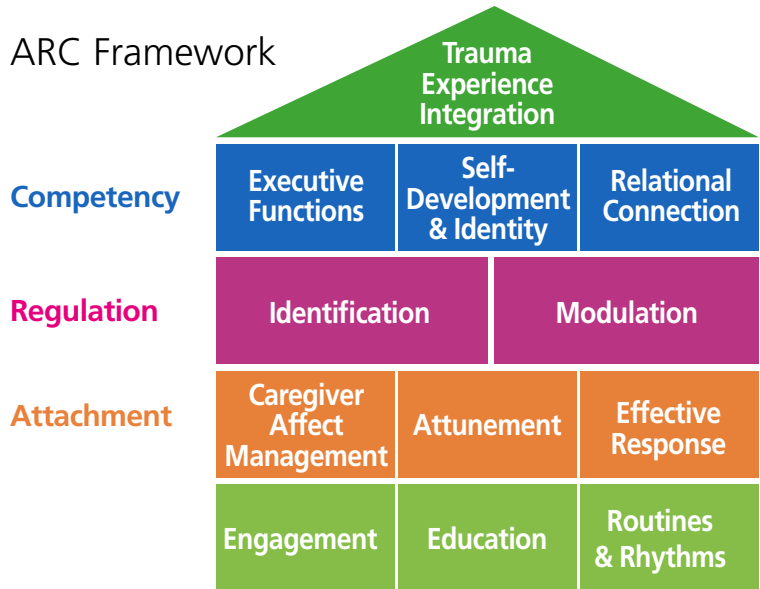 ARC Framework
Trauma
Experience
Integration
Competency
Executive
Functions
Self-
Development
& Identity
Relational
Connection
Regulation
Identification
Modulation
Attachment
Caregiver
Affect
Management
Attunement
Effective
Response
Engagement
Education
Routines
& Rhythms